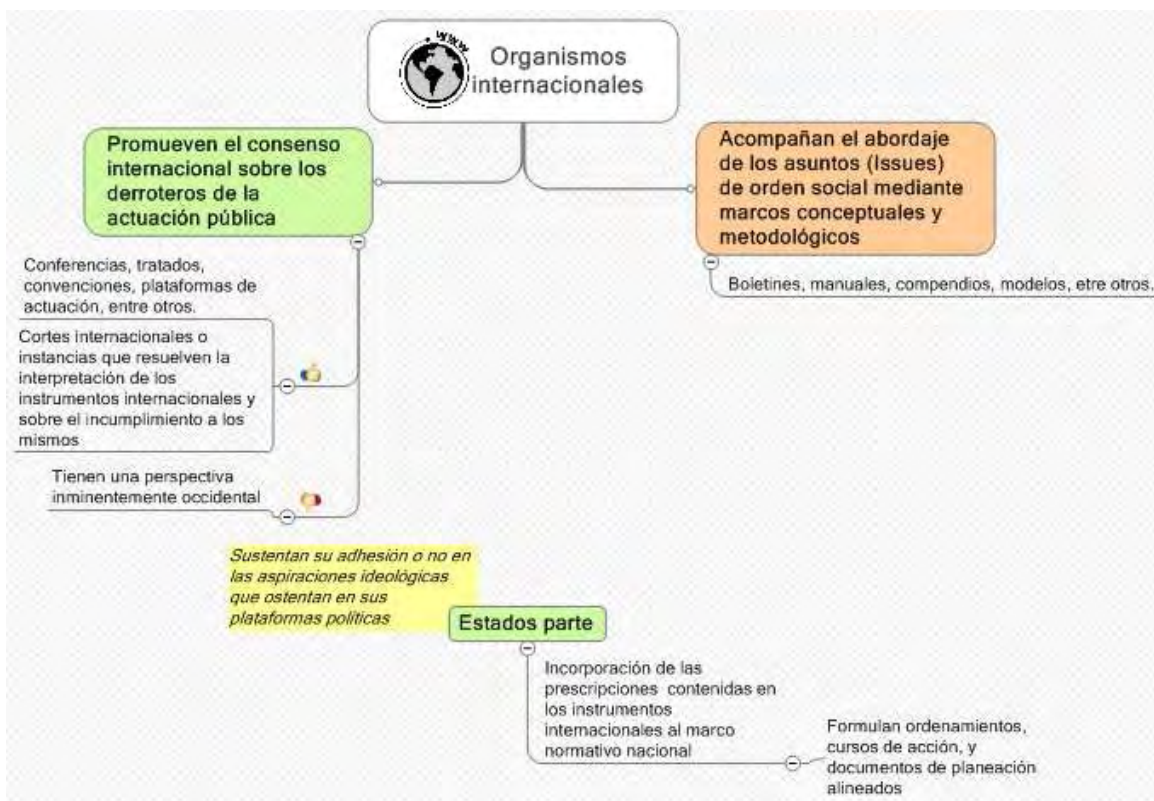 www
Organismos
internacionales
Promueven el consenso
internacional sobre los
derroteros de la
actuación pública
Acompañan el abordaje
de los asuntos (Issues)
de orden social mediante
marcos conceptuales y
metodológicos
Conferencias, tratados,
convenciones, plataformas de
actuación, entre otros.
Boletines, manuales, compendios, modelos, etre otros.
Cortes internacionales o
instancias que resuelven la
interpretación de los
instrumentos internacionales y
sobre el incumplimiento a los
mismos
Tienen una perspectiva
inminentemente occidental
Sustentan su adhesión o no en
las aspiraciones ideológicas
que ostentan en sus
plataformas políticas
Estados parte
Incorporación de las
prescripciones contenidas en
los instrumentos
internacionales al marco
normativo nacional
Formulan ordenamientos,
cursos de acción, y
documentos de planeación
alineados